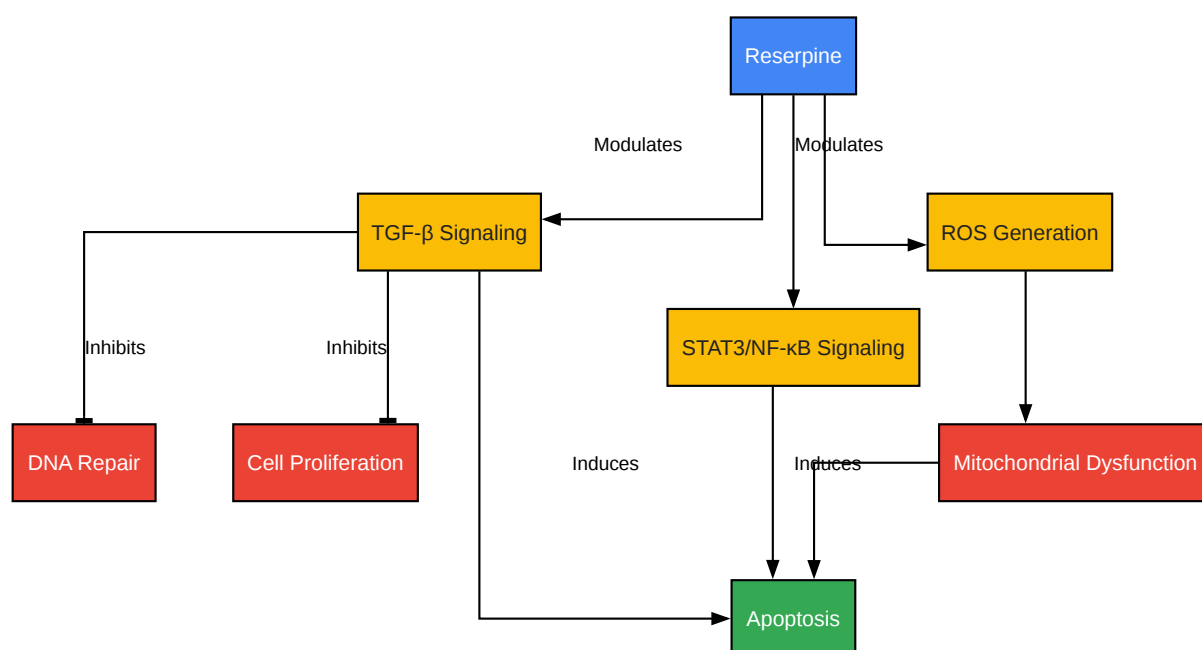 Reserpine
Modulates
Modulates
TGF-β Signaling
ROS Generation
STAT3/NF-κB Signaling
Inhibits
Inhibits
DNA Repair
Cell Proliferation
Induces
Induces
Mitochondrial Dysfunction
Apoptosis